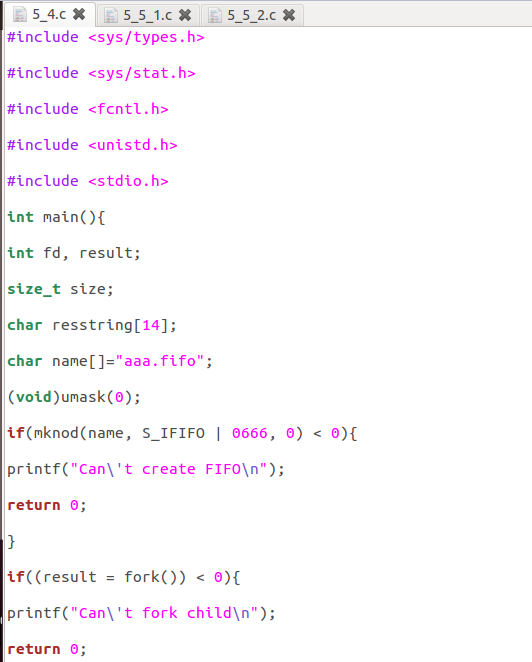 5_4.c 5_5_1.c 5_5_2.c
#include <sys/types.h>
#include <sys/stat.h>
#include <fcntl.h>
#include <unistd.h>
#include <stdio.h>
int main(){
int fd, result;
size_t size;
char resstring[14];
char name[]="aaa.fifo";
(void)umask(0);
if(mknod(name, S_IFIFO | 0666, 0) < 0){
printf("Can\'t create FIFO\n");
return 0;
}
if((result = fork()) < 0){
printf("Can\'t fork child\n");
return 0;